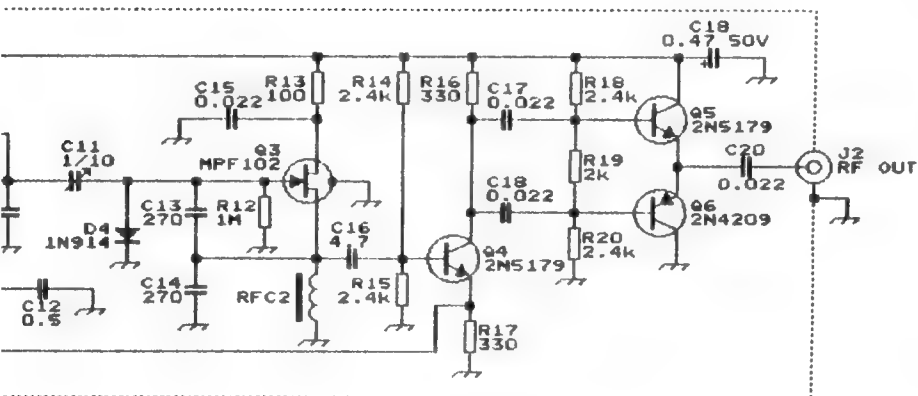 C18
0.47 50V
C15
0.022
R13
100
R14
2.4k
R16
330
C17
0.022
R18
2.4k
Q5
2N5179
C11
1/10
Q3
MPF102
R19
2k
C20
0.022
J2
RF OUT
C13
270
R12
1M
C18
0.022
Q6
2N4209
D4
1N914
C16
4 7
Q4
2N5179
R20
2.4k
C14
270
RFC2
R15
2.4k
C12
0.5
R17
330